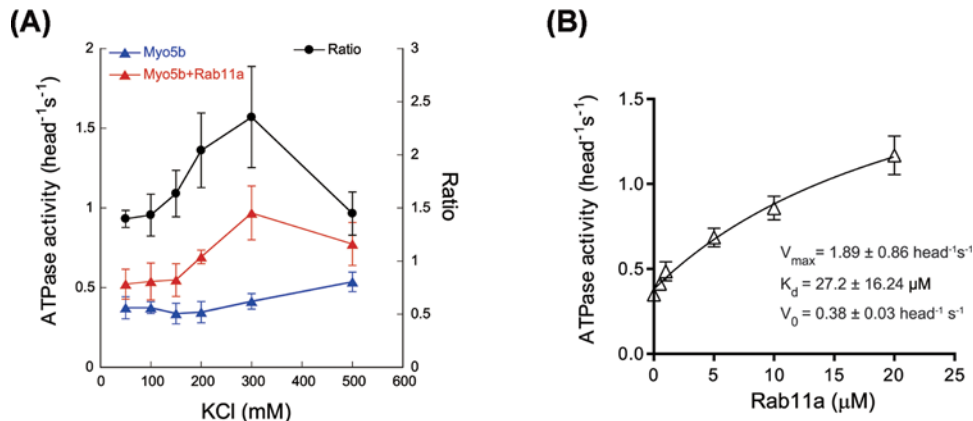 (A)
Myo5b
Myo5b+Rab11a
Ratio
ATPase activity (head⁻¹s⁻¹)
2
1.5
1
0.5
0
3
2.5
2
1.5
1
0.5
0
Ratio
0 100 200 300 400 500 600
KCl (mM)
(B)
ATPase activity (head⁻¹s⁻¹)
1.5
1.0
0.5
0.0
Vmax = 1.89 ± 0.86 head⁻¹s⁻¹
Kd = 27.2 ± 16.24 µM
V0 = 0.38 ± 0.03 head⁻¹ s⁻¹
0 5 10 15 20 25
Rab11a (µM)